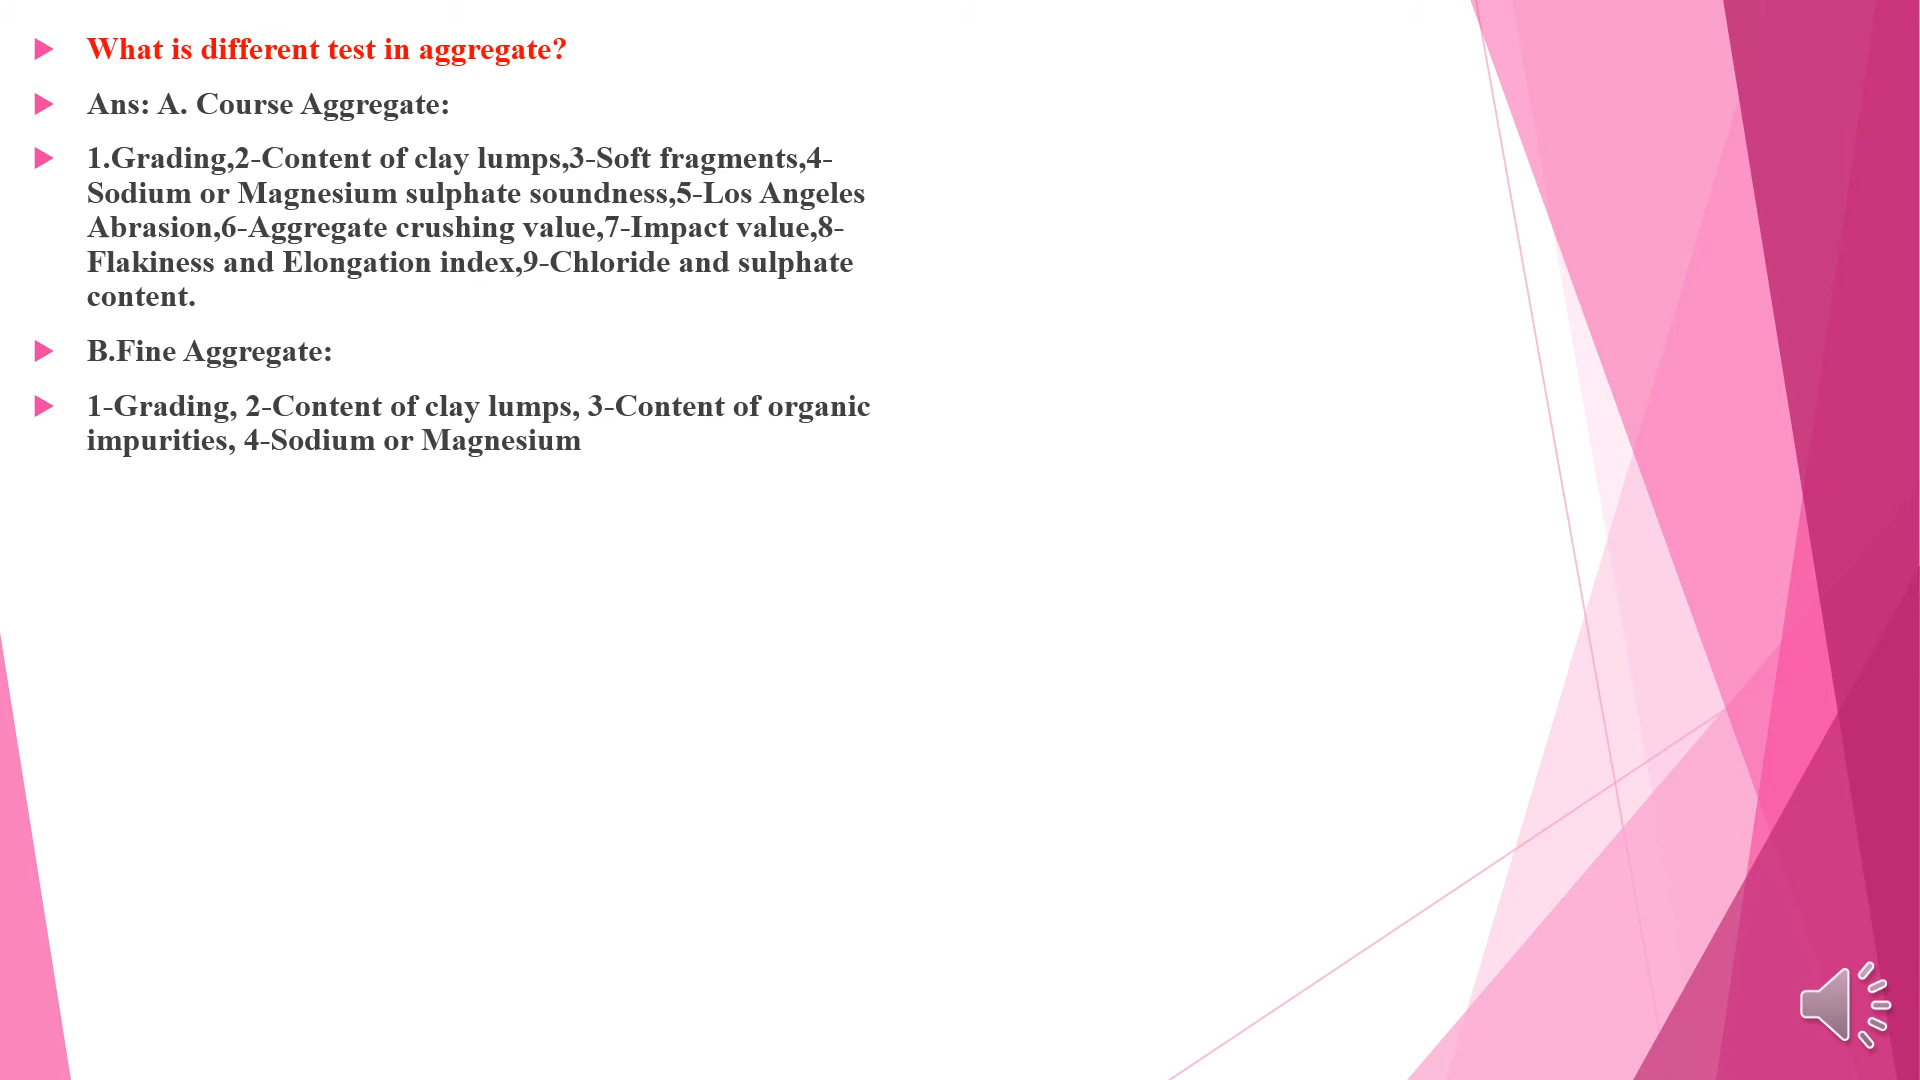 What is different test in aggregate?
Ans: A. Course Aggregate:
1.Grading,2-Content of clay lumps,3-Soft fragments,4-
Sodium or Magnesium sulphate soundness,5-Los Angeles
Abrasion,6-Aggregate crushing value,7-Impact value,8-
Flakiness and Elongation index,9-Chloride and sulphate
content.
B.Fine Aggregate:
1-Grading, 2-Content of clay lumps, 3-Content of organic
impurities, 4-Sodium or Magnesium